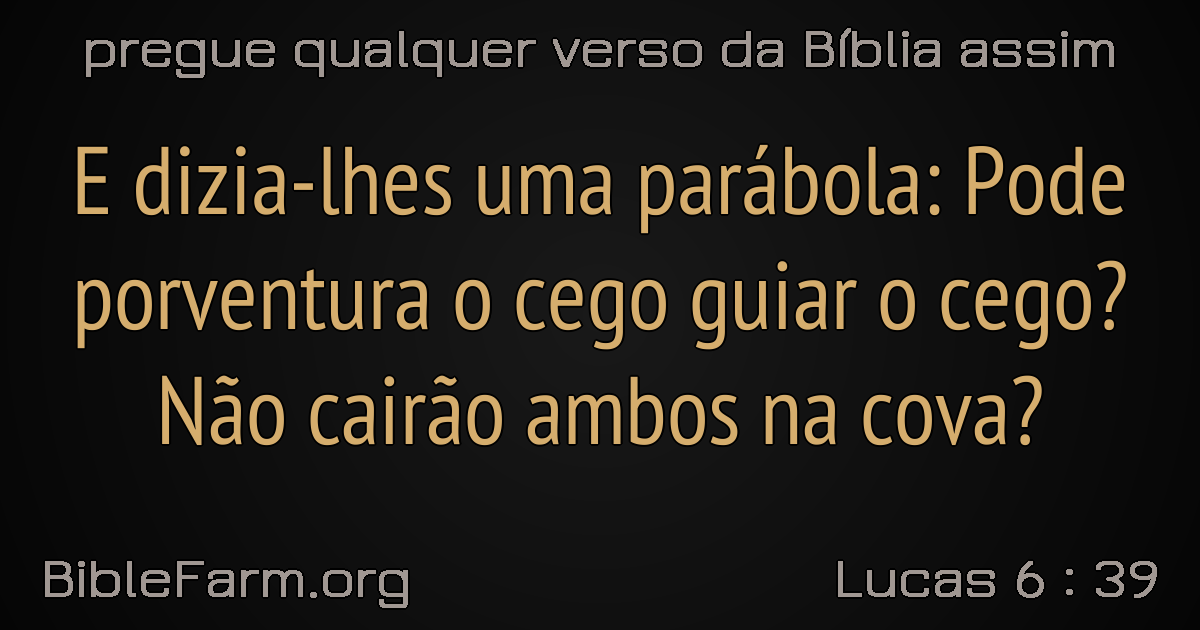 pregue qualquer verso da Bíblia assim
E dizia-lhes uma parábola: Pode
porventura o cego guiar o cego?
Não cairão ambos na cova?
BibleFarm.org
Lucas 6 : 39